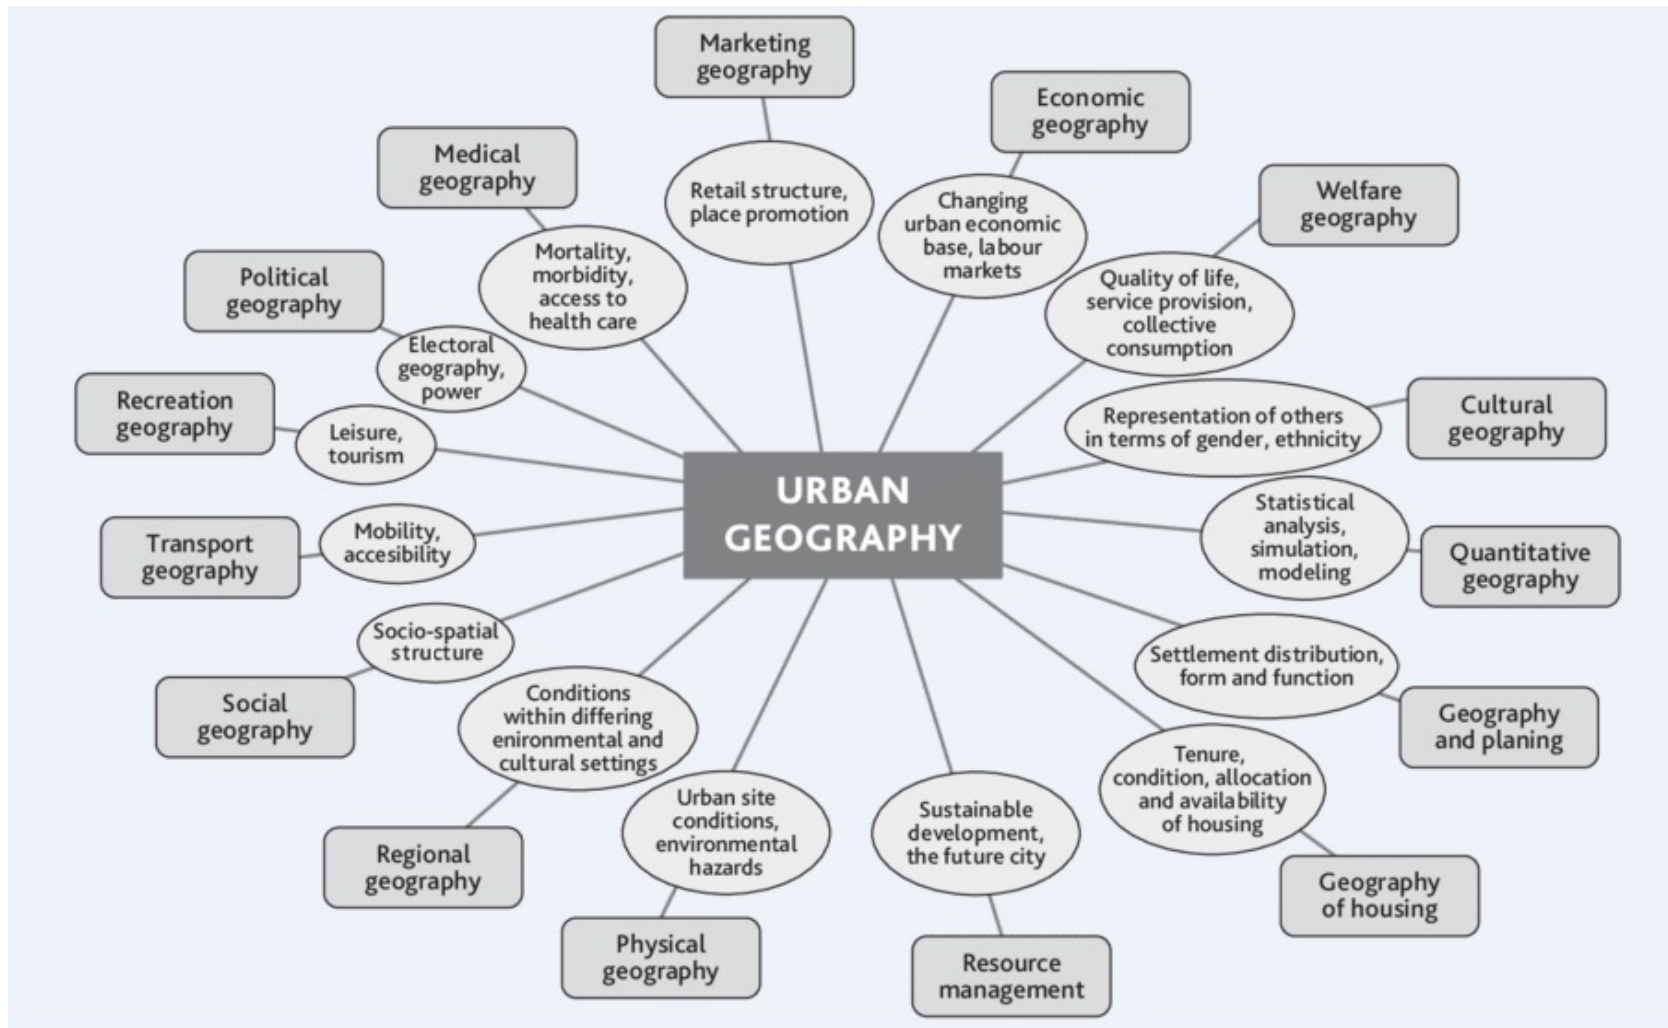 Marketing
geography
Retail structure,
place promotion
Economic
geography
Changing
urban economic
base, labour
markets
Welfare
geography
Quality of life,
service provision,
collective
consumption
Cultural
geography
Representation of others
in terms of gender, ethnicity
Quantitative
geography
Statistical
analysis,
simulation,
modeling
Geography
and planing
Settlement distribution,
form and function
Geography
of housing
Tenure,
condition, allocation
and availability
of housing
Resource
management
Sustainable
development,
the future city
Physical
geography
Urban site
conditions,
environmental
hazards
Regional
geography
Conditions
within differing
enironmental and
cultural settings
Social
geography
Socio-spatial
structure
Transport
geography
Mobility,
accesibility
Recreation
geography
Leisure,
tourism
Political
geography
Electoral
geography,
power
Medical
geography
Mortality,
morbidity,
access to
health care
URBAN
GEOGRAPHY